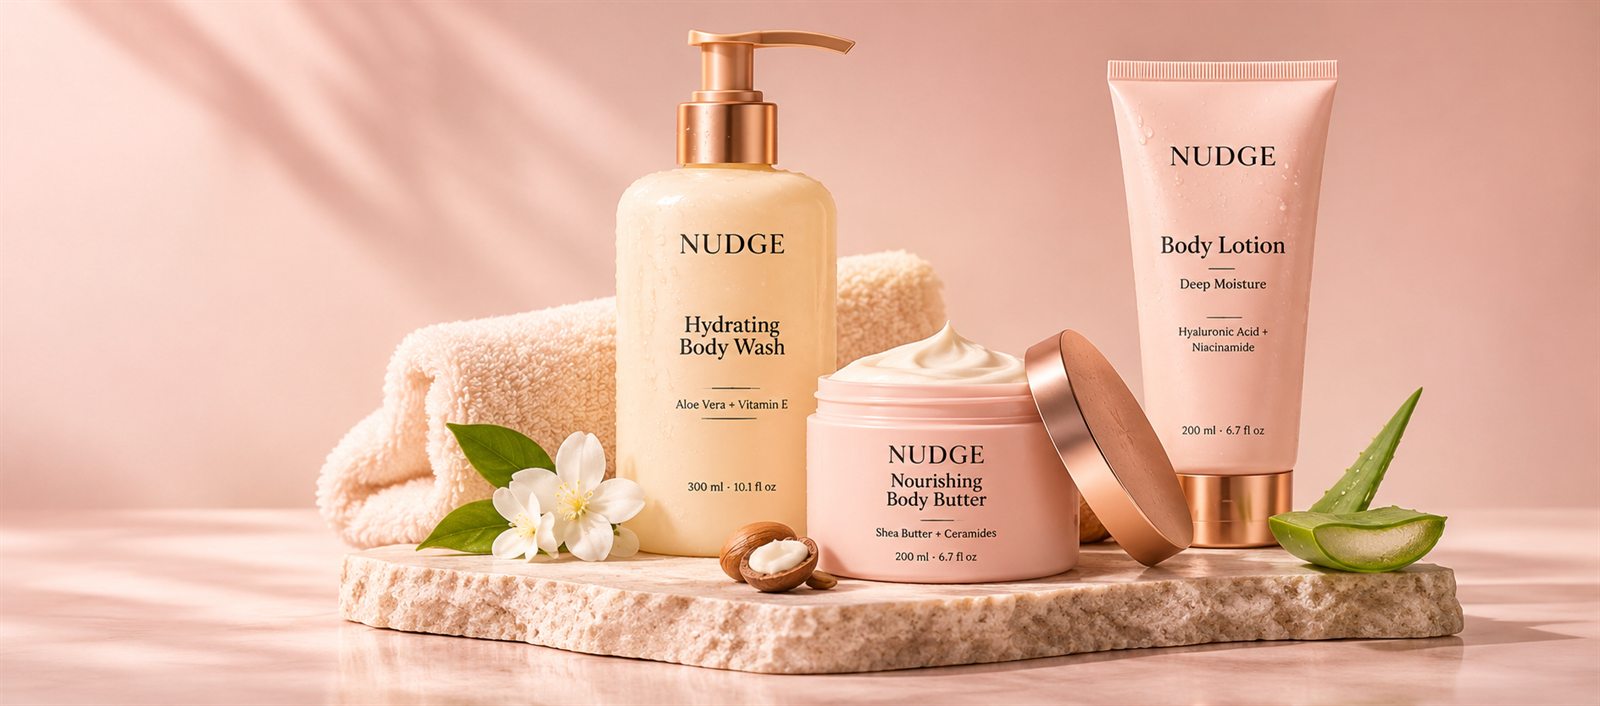 NUDGE
Hydrating
Body Wash
Aloe Vera + Vitamin E
300 ml · 10.1 fl oz
NUDGE
Nourishing
Body Butter
Shea Butter + Ceramides
200 ml · 6.7 fl oz
NUDGE
Body Lotion
Deep Moisture
Hyaluronic Acid +
Niacinamide
200 ml · 6.7 fl oz